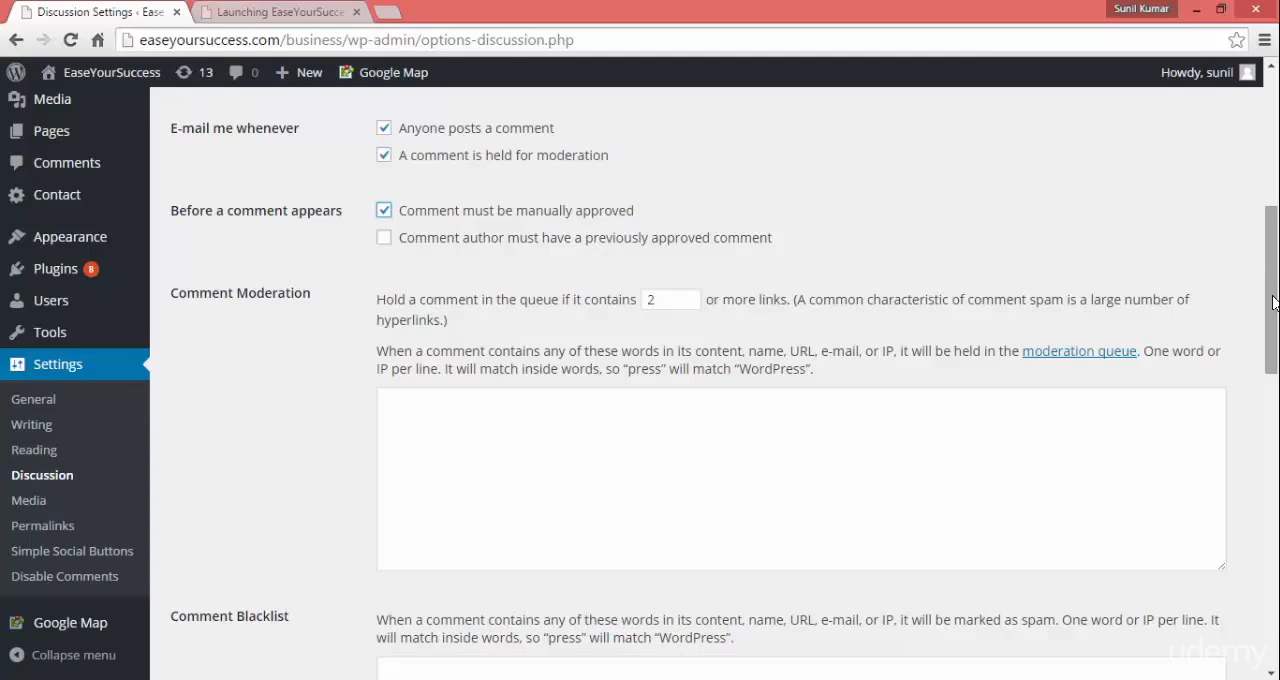 Discussion Settings ‹ Ease
Launching EaseYourSucce
Sunil Kumar
easeyoursuccess.com/business/wp-admin/options-discussion.php
EaseYourSuccess 13 0 New Google Map Howdy, sunil
Media
Pages
Comments
Contact
Appearance
Plugins 8
Users
Tools
Settings
General
Writing
Reading
Discussion
Media
Permalinks
Simple Social Buttons
Disable Comments
Google Map
Collapse menu
E-mail me whenever
Anyone posts a comment
A comment is held for moderation
Before a comment appears
Comment must be manually approved
Comment author must have a previously approved comment
Comment Moderation
Hold a comment in the queue if it contains 2 or more links. (A common characteristic of comment spam is a large number of
hyperlinks.)
When a comment contains any of these words in its content, name, URL, e-mail, or IP, it will be held in the moderation queue. One word or
IP per line. It will match inside words, so “press” will match “WordPress”.
Comment Blacklist
When a comment contains any of these words in its content, name, URL, e-mail, or IP, it will be marked as spam. One word or IP per line. It
will match inside words, so “press” will match “WordPress”.
udemy